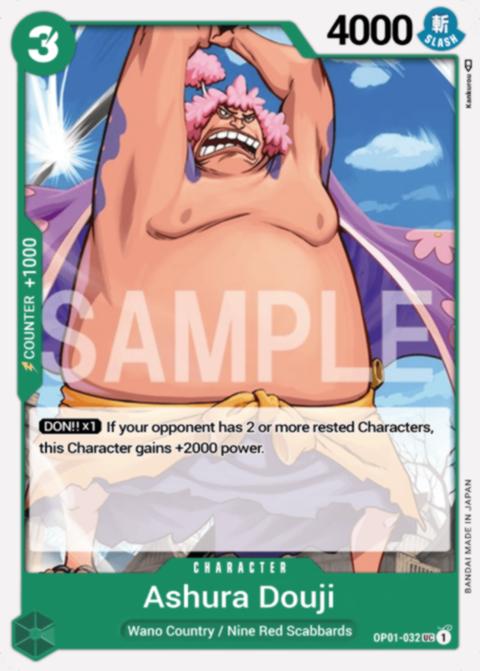 3
4000
斬
SLASH
Kankurou
COUNTER +1000
SAMPLE
DON!! ×1 If your opponent has 2 or more rested Characters,
this Character gains +2000 power.
BANDAI MADE IN JAPAN
CHARACTER
Ashura Douji
Wano Country / Nine Red Scabbards
OP01-032 UC 1